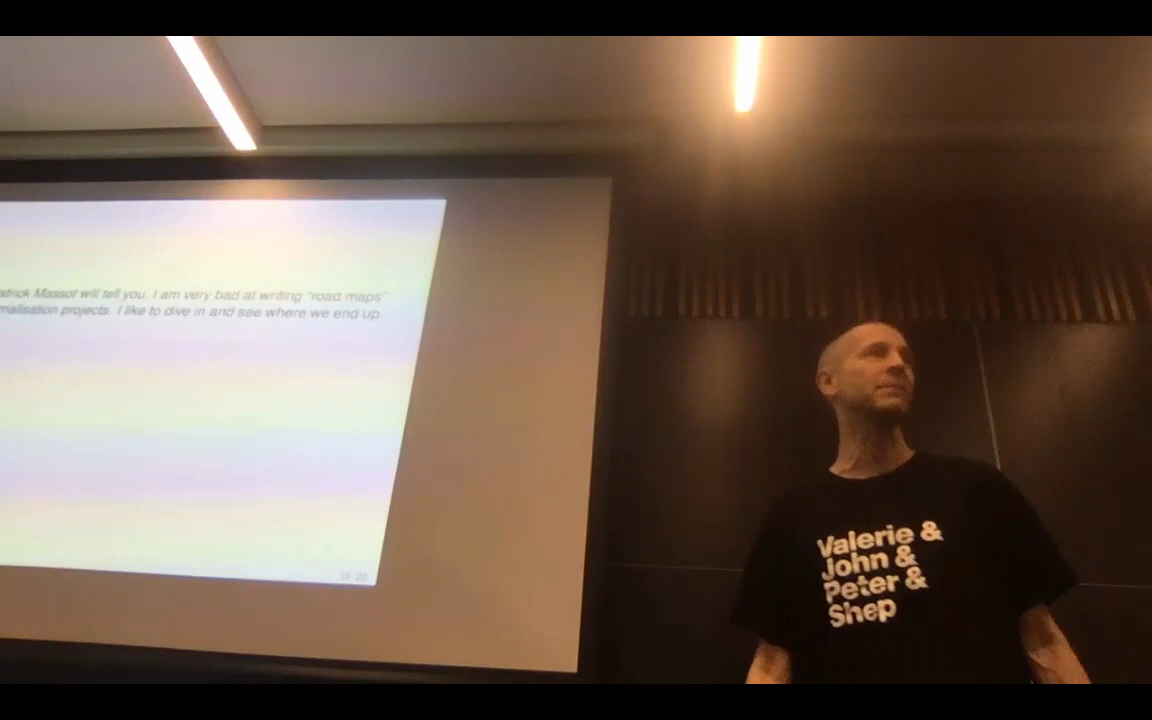 atrick Massot will tell you. I am very bad at writing "road maps"
malisation projects. I like to dive in and see where we end up.
Valerie &
John &
Peter &
Shep